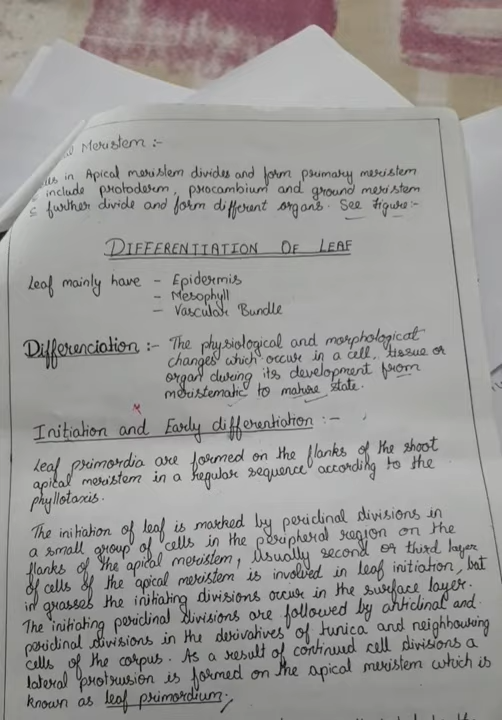 Meristem :-
in Apical meristem divides and form primary meristem
include protoderm, procambium and ground meristem
further divide and form different organs. See figure:-
DIFFERENTIATION OF LEAF
Leaf mainly have - Epidermis
- Mesophyll
- Vascular Bundle
Differenciation :- The physiological and morphological
changes which occur in a cell, tissue or
organ during its development from
meristematic to mature state.
Initiation and Early differentiation :-
Leaf primordia are formed on the flanks of the shoot
apical meristem in a regular sequence according to the
phyllotaxis.
The initiation of leaf is marked by periclinal divisions in
a small group of cells in the peripheral region on the
flanks of the apical meristem, Usually second or third layer
of cells of the apical meristem is involved in leaf initiation, but
in grasses the initiating divisions occur in the surface layer.
The initiating periclinal divisions are followed by anticlinal and
periclinal divisions in the derivatives of tunica and neighbouring
cells of the corpus. As a result of continued cell divisions a
lateral protrusion is formed on the apical meristem which is
known as leaf primordium.